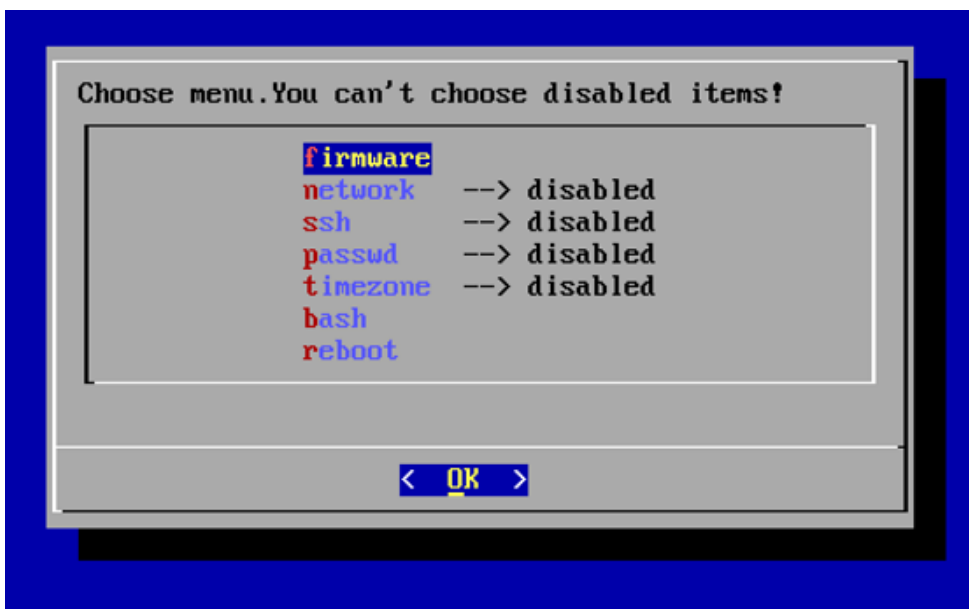 Choose menu.You can't choose disabled items!
firmware
network --> disabled
ssh --> disabled
passwd --> disabled
timezone --> disabled
bash
reboot
< OK >